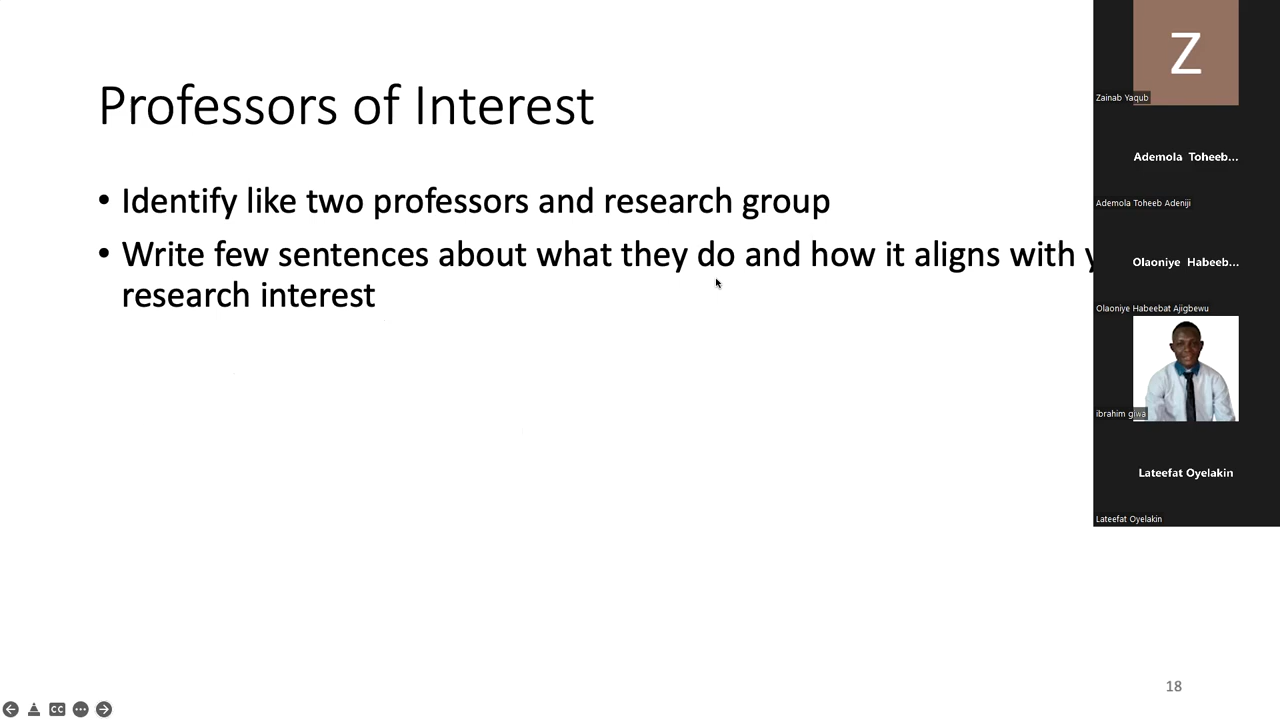 Professors of Interest
• Identify like two professors and research group
• Write few sentences about what they do and how it aligns with
research interest
18
CC
Z
Zainab Yaqub
Ademola Toheeb...
Ademola Toheeb Adeniji
Olaoniye Habeeb...
Olaoniye Habeebat Ajigbewu
ibrahim giwa
Lateefat Oyelakin
Lateefat Oyelakin